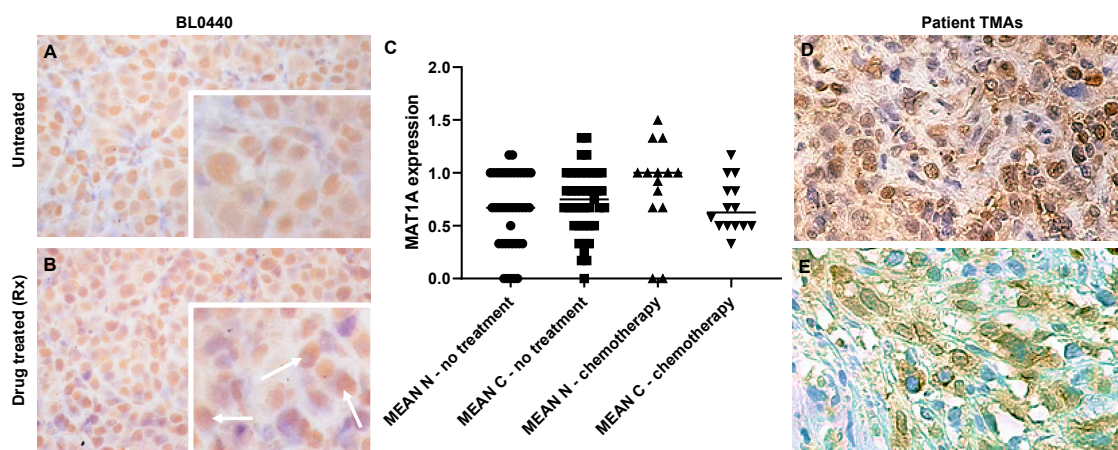 BL0440
Patient TMAs
Untreated
Drug treated (Rx)
A
B
C
D
E
MAT1A expression
2.0
1.5
1.0
0.5
0.0
MEAN N - no treatment
MEAN C - no treatment
MEAN N - chemotherapy
MEAN C - chemotherapy